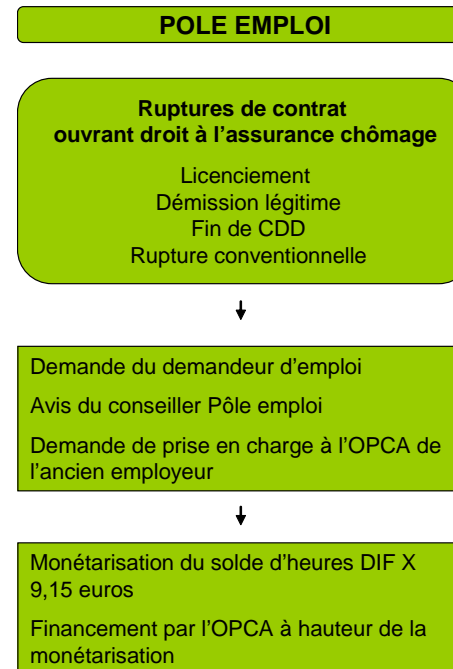 POLE EMPLOI
Ruptures de contrat
ouvrant droit à l'assurance chômage
Licenciement
Démission légitime
Fin de CDD
Rupture conventionnelle
Demande du demandeur d'emploi
Avis du conseiller Pôle emploi
Demande de prise en charge à l'OPCA de
l'ancien employeur
Monétarisation du solde d'heures DIF X
9,15 euros
Financement par l'OPCA à hauteur de la
monétarisation